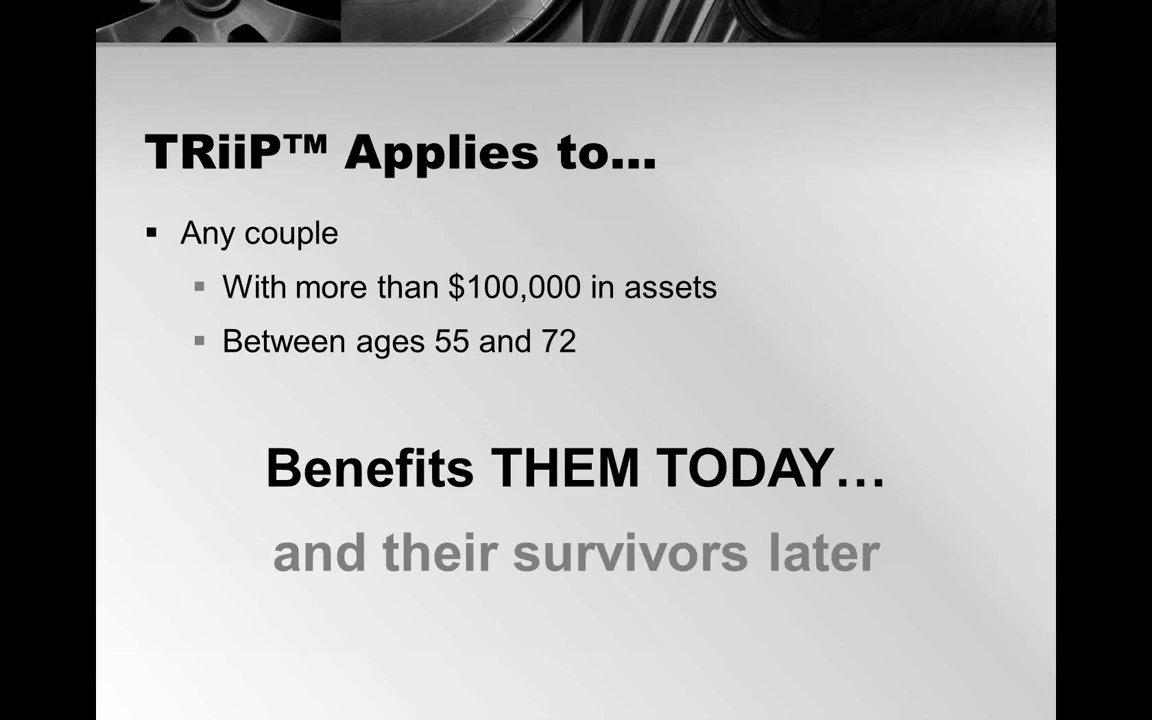 TRiiP™ Applies to...
▪ Any couple
▪ With more than $100,000 in assets
▪ Between ages 55 and 72
Benefits THEM TODAY…
and their survivors later